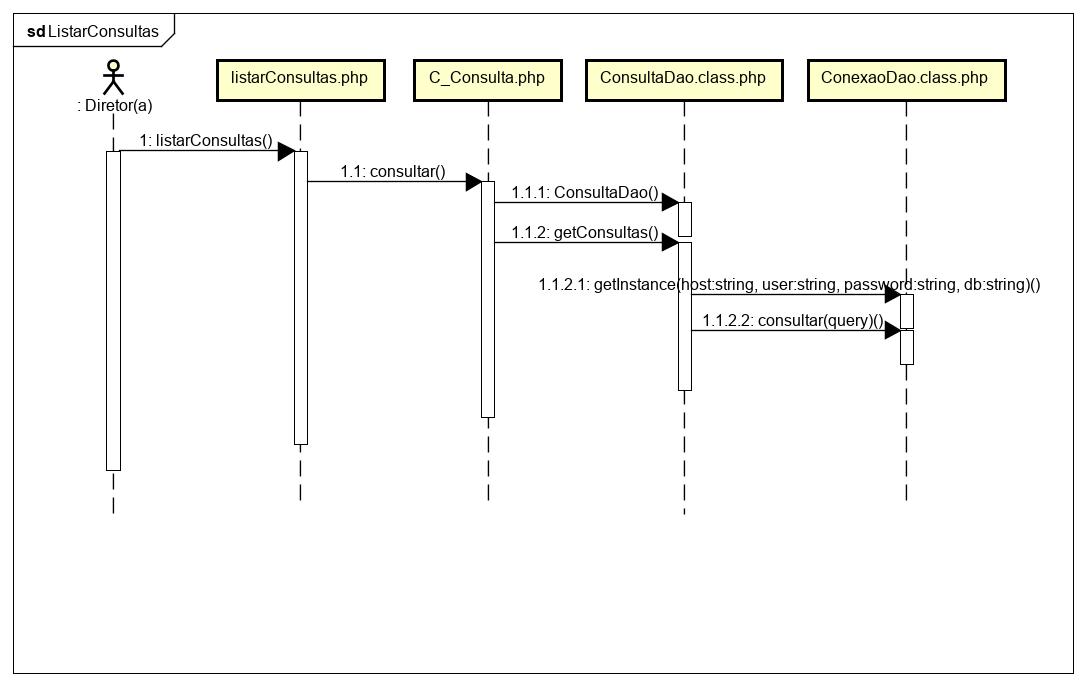 sd ListarConsultas
: Diretor(a)
listarConsultas.php
C_Consulta.php
ConsultaDao.class.php
ConexaoDao.class.php
1: listarConsultas()
1.1: consultar()
1.1.1: ConsultaDao()
1.1.2: getConsultas()
1.1.2.1: getInstance(host:string, user:string, password:string, db:string)()
1.1.2.2: consultar(query)()